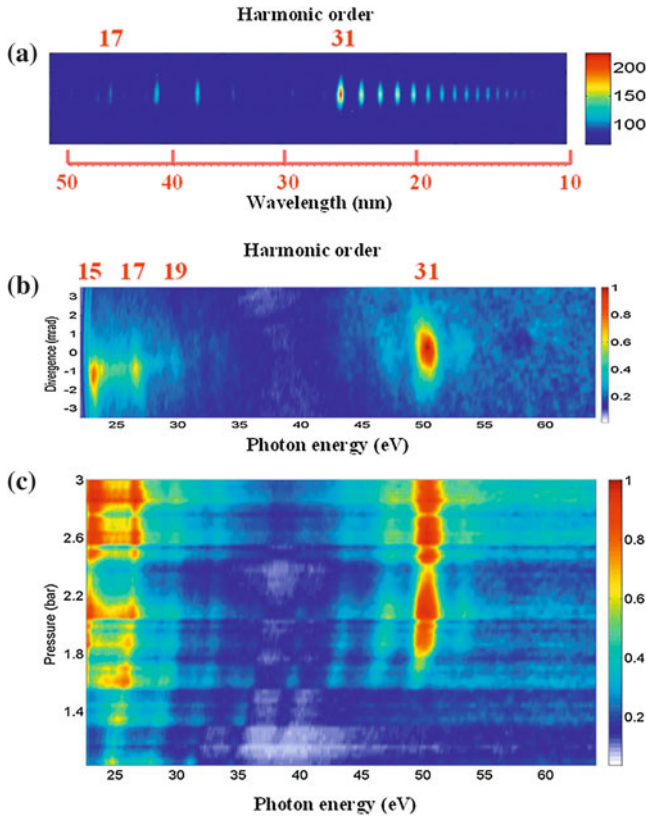 Harmonic order
17 31
(a)
200
150
100
50 40 30 20 10
Wavelength (nm)
Harmonic order
15 17 19 31
(b)
Divergence (mrad)
3
2
1
0
-1
-2
-3
1
0.8
0.6
0.4
0.2
25 30 35 40 45 50 55 60
Photon energy (eV)
(c)
Pressure (bar)
3
2.6
2.2
1.8
1.4
1
0.8
0.6
0.4
0.2
25 30 35 40 45 50 55 60
Photon energy (eV)